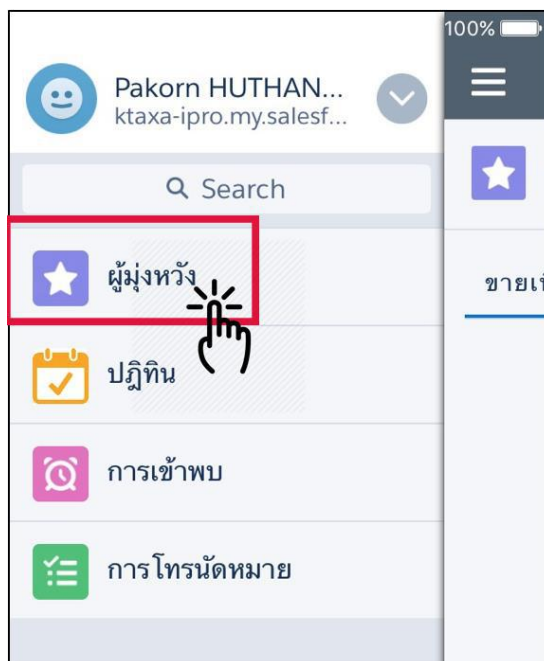 Pakorn HUTHAN...
ktaxa-ipro.my.salesf...
100%
Search
ผู้มุ่งหวัง
ปฎิทิน
การเข้าพบ
การโทรนัดหมาย